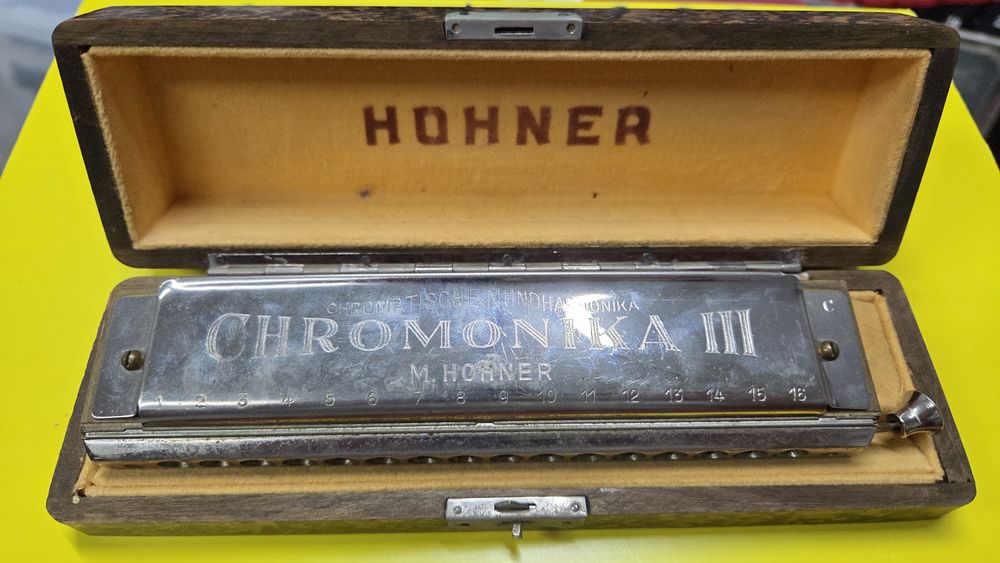 HOHNER
CHROMATISCHE MUNDHARMONIKA
C
CHROMONIKA III
M. HOHNER
1 2 3 4 5 6 7 8 9 10 11 12 13 14 15 16